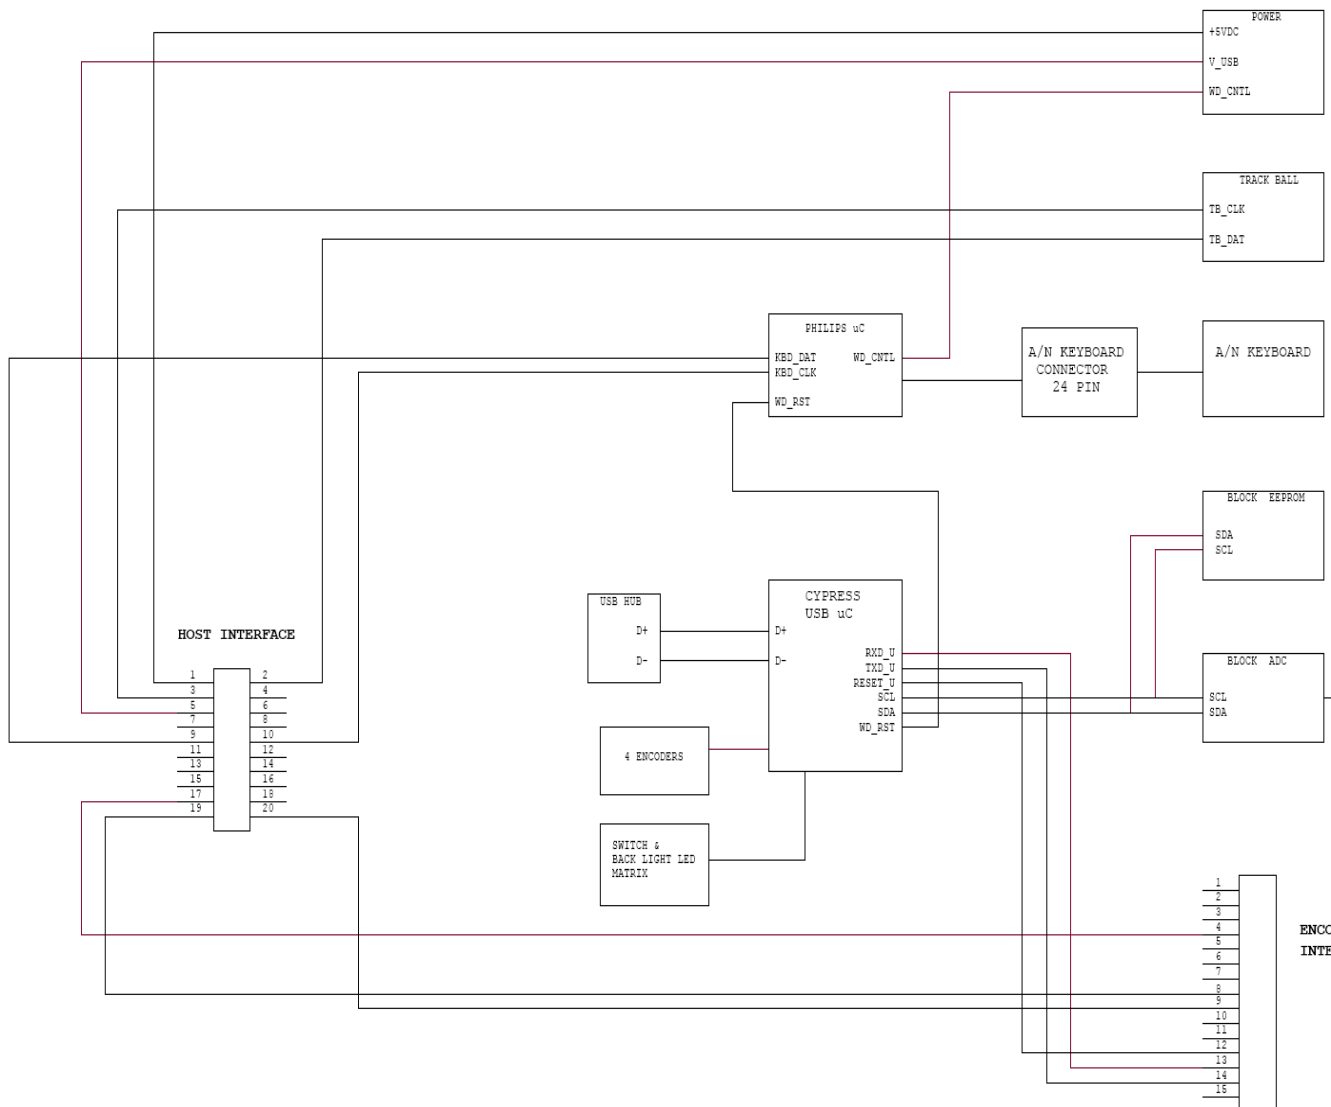 POWER
+5VDC
V_USB
WD_CNTL
TRACK BALL
TB_CLK
TB_DAT
PHILIPS uC
KBD_DAT WD_CNTL
KBD_CLK
WD_RST
A/N KEYBOARD
CONNECTOR
24 PIN
A/N KEYBOARD
BLOCK EEPROM
SDA
SCL
USB HUB
D+
D-
CYPRESS
USB uC
D+
D-
RXD_U
TXD_U
RESET_U
SCL
SDA
WD_RST
BLOCK ADC
SCL
SDA
HOST INTERFACE
1 2
3 4
5 6
7 8
9 10
11 12
13 14
15 16
17 18
19 20
4 ENCODERS
SWITCH &
BACK LIGHT LED
MATRIX
1
2
3
4
5
6
7
8
9
10
11
12
13
14
15
ENCO
INTE